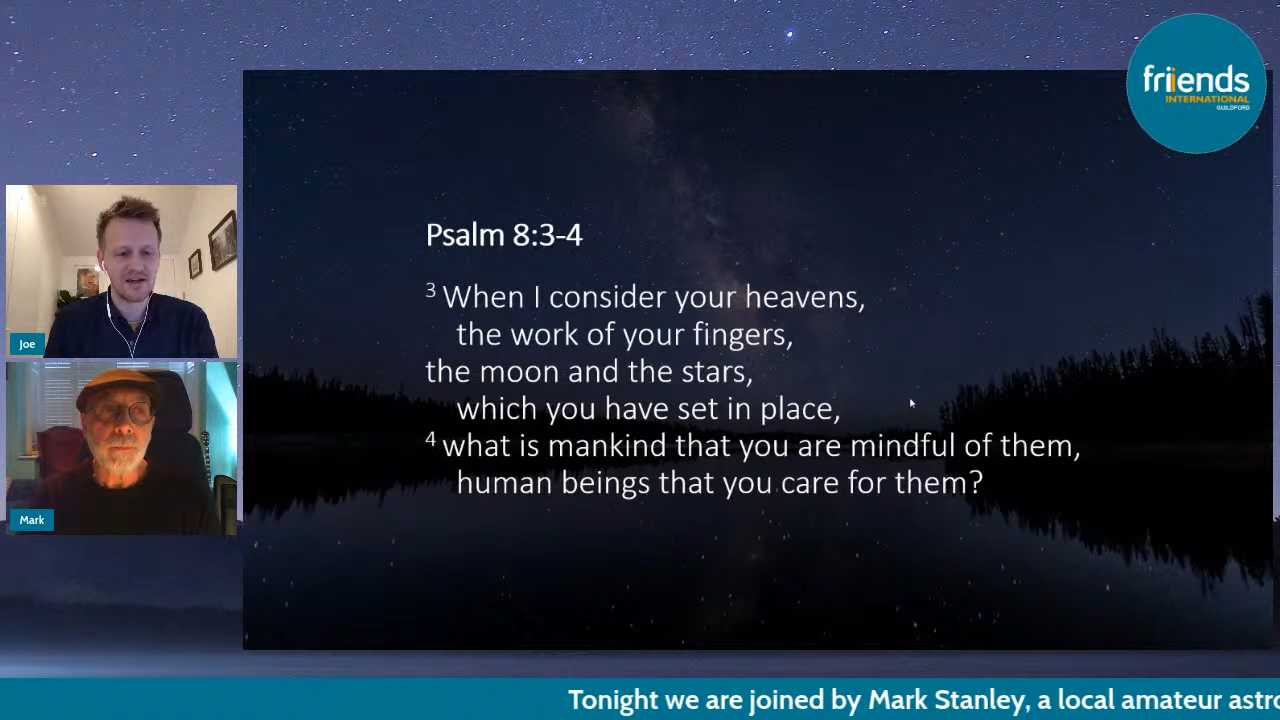 friends
INTERNATIONAL
GUILDFORD
Psalm 8:3-4
3 When I consider your heavens,
the work of your fingers,
the moon and the stars,
which you have set in place,
4 what is mankind that you are mindful of them,
human beings that you care for them?
Joe
Mark
Tonight we are joined by Mark Stanley, a local amateur astro